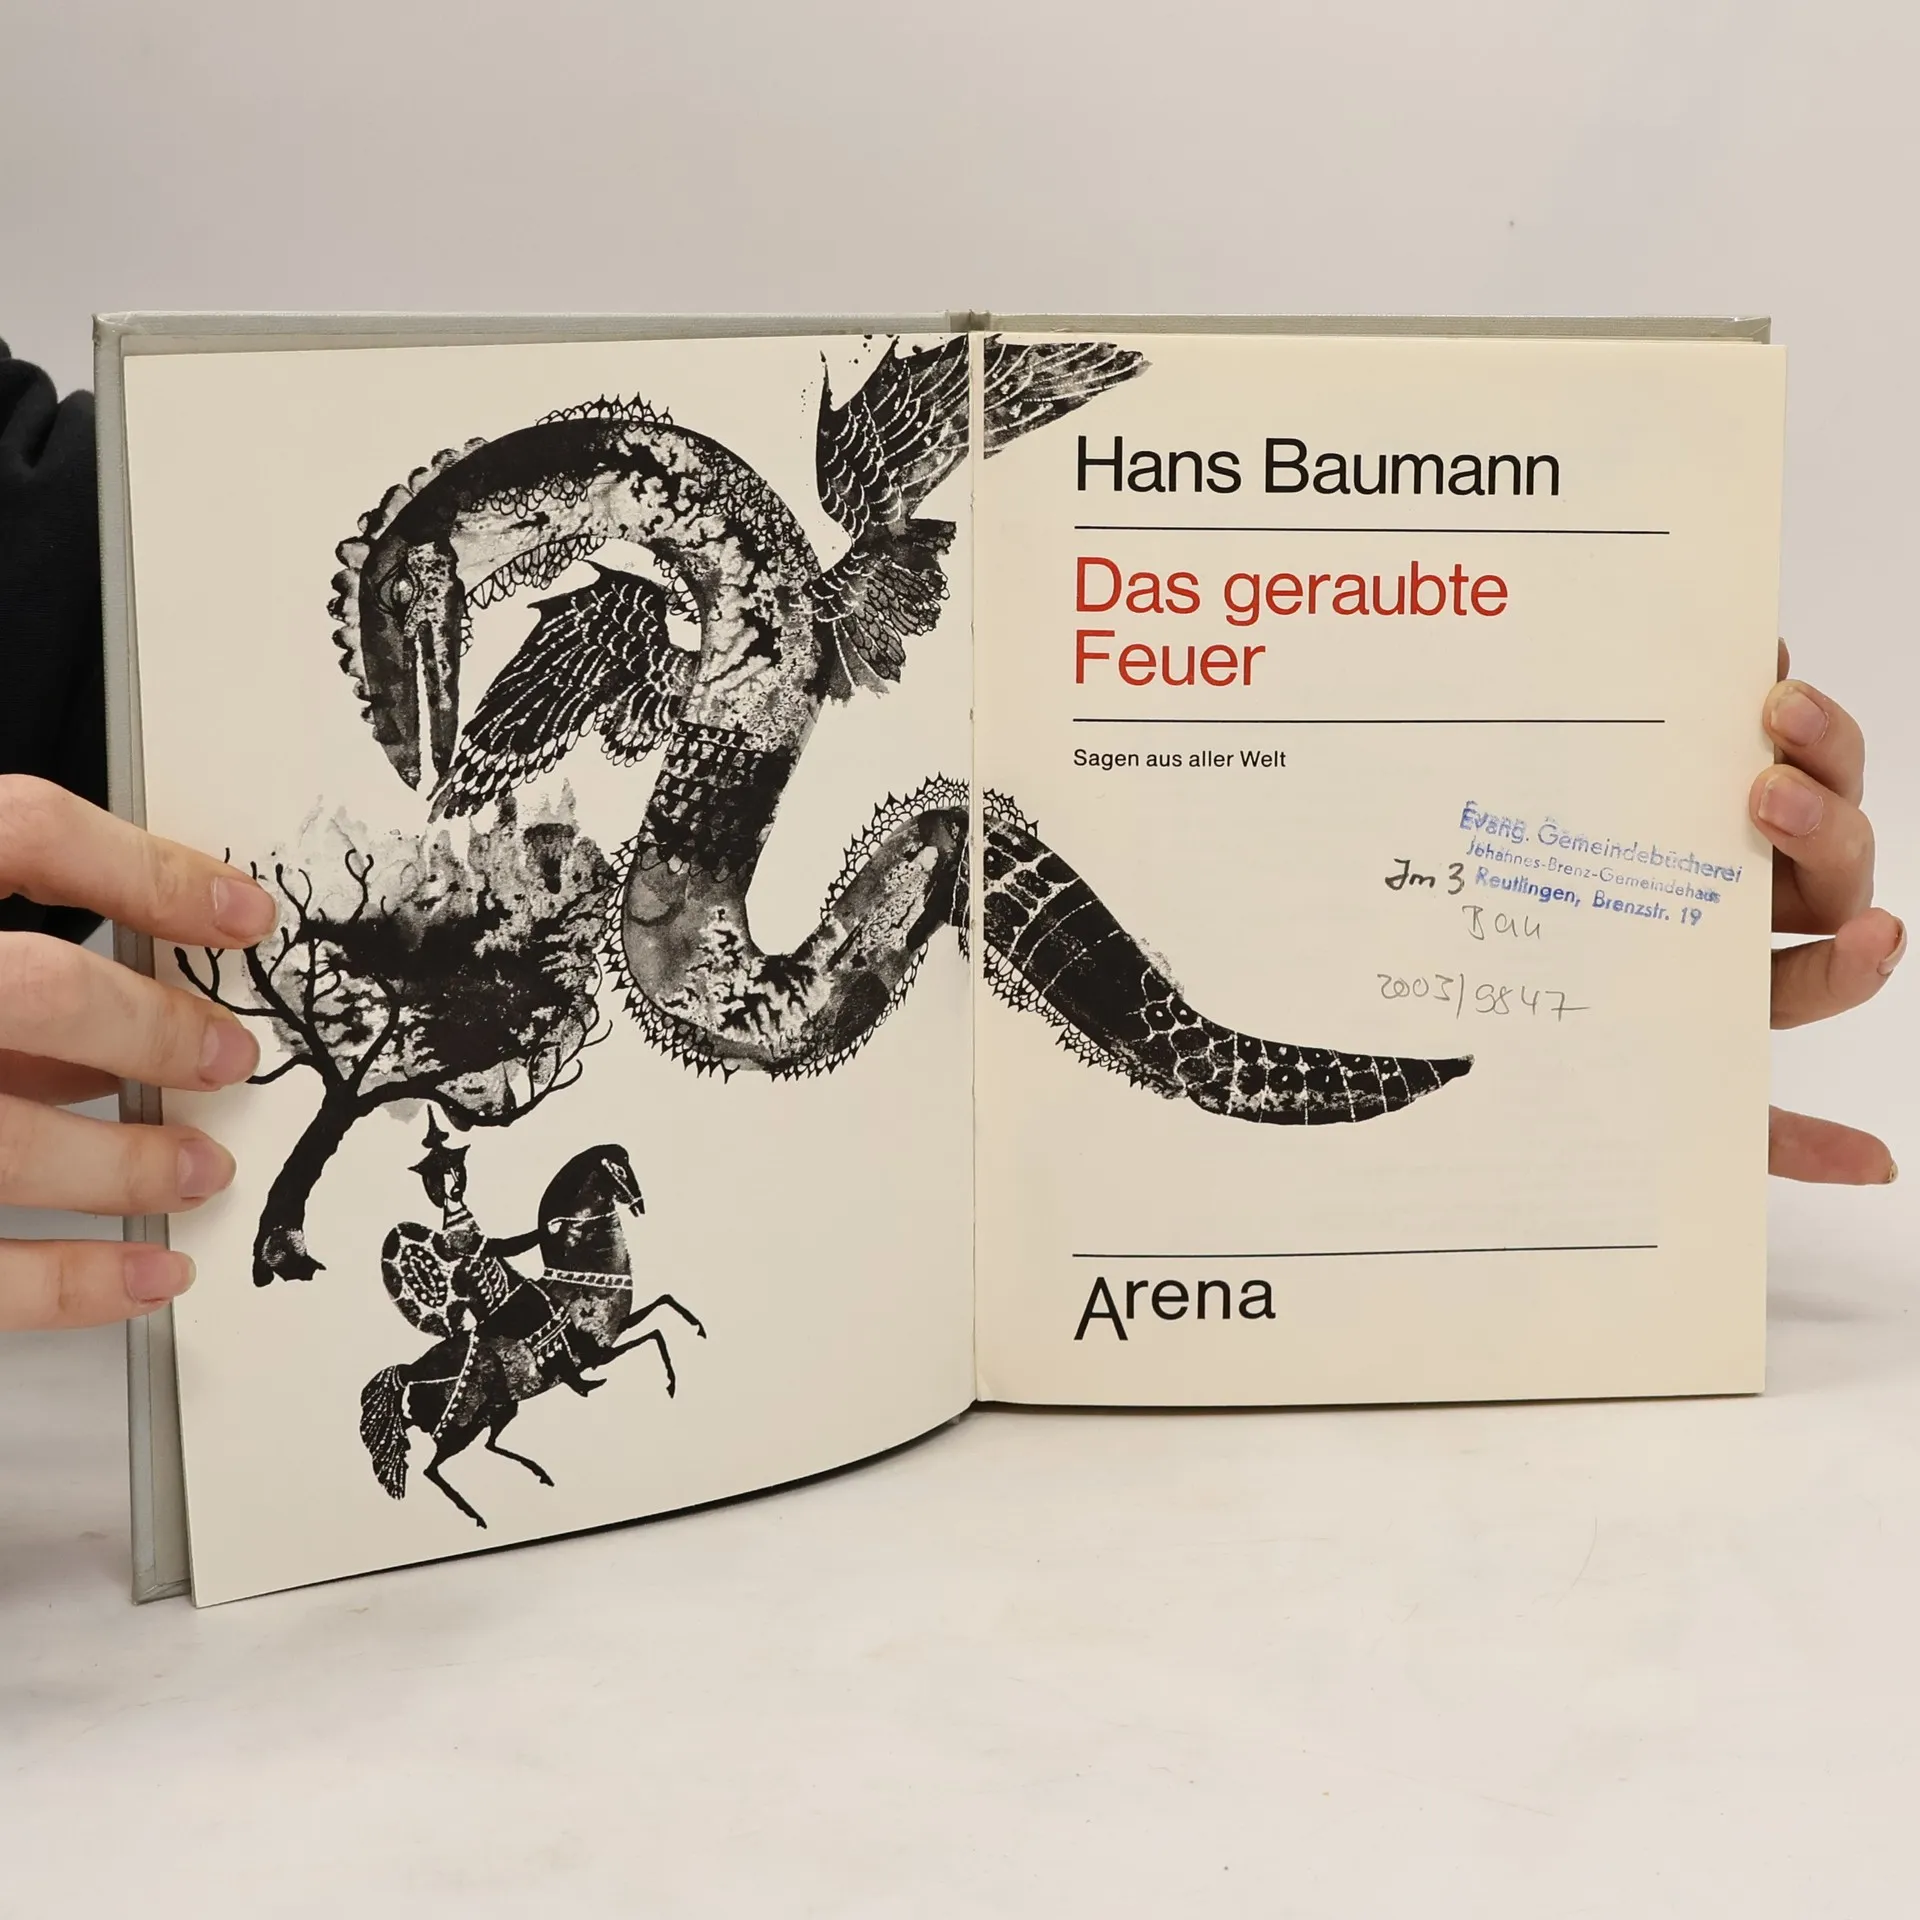 Hans Baumann
Das geraubte
Feuer
Sagen aus aller Welt
Evang. Gemeindebücherei
Johannes-Brenz-Gemeindehaus
Jm 3 Reutlingen, Brenzstr. 19
Bau
2003/9847
Arena